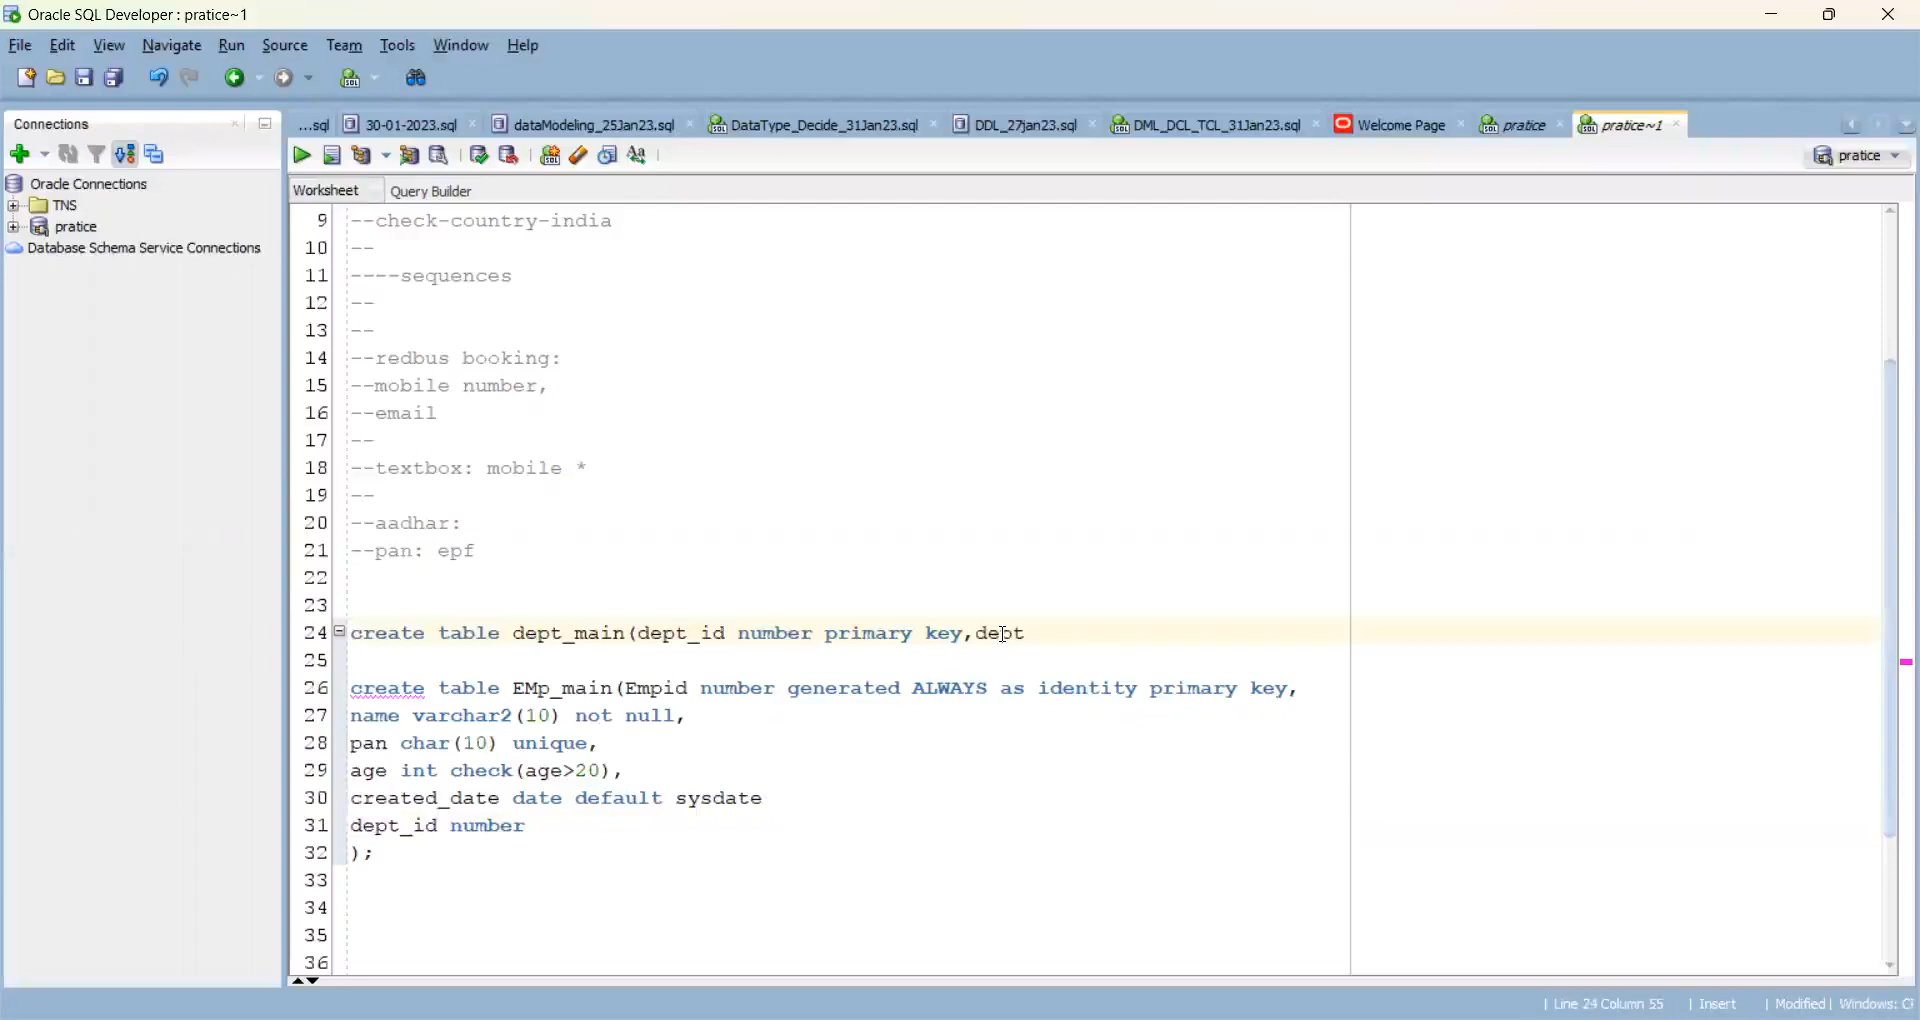 Oracle SQL Developer : pratice~1
File Edit View Navigate Run Source Team Tools Window Help
Connections
...sql 30-01-2023.sql dataModeling_25Jan23.sql DataType_Decide_31Jan23.sql DDL_27jan23.sql DML_DCL_TCL_31Jan23.sql Welcome Page pratice pratice~1
pratice
Oracle Connections
TNS
pratice
Database Schema Service Connections
Worksheet Query Builder
9 --check-country-india
10 --
11 ----sequences
12 --
13 --
14 --redbus booking:
15 --mobile number,
16 --email
17 --
18 --textbox: mobile *
19 --
20 --aadhar:
21 --pan: epf
22
23
24 create table dept_main(dept_id number primary key,dept
25
26 create table EMp_main(Empid number generated ALWAYS as identity primary key,
27 name varchar2(10) not null,
28 pan char(10) unique,
29 age int check(age>20),
30 created_date date default sysdate
31 dept_id number
32 );
33
34
35
36
Line 24 Column 55 | Insert | Modified | Windows: C